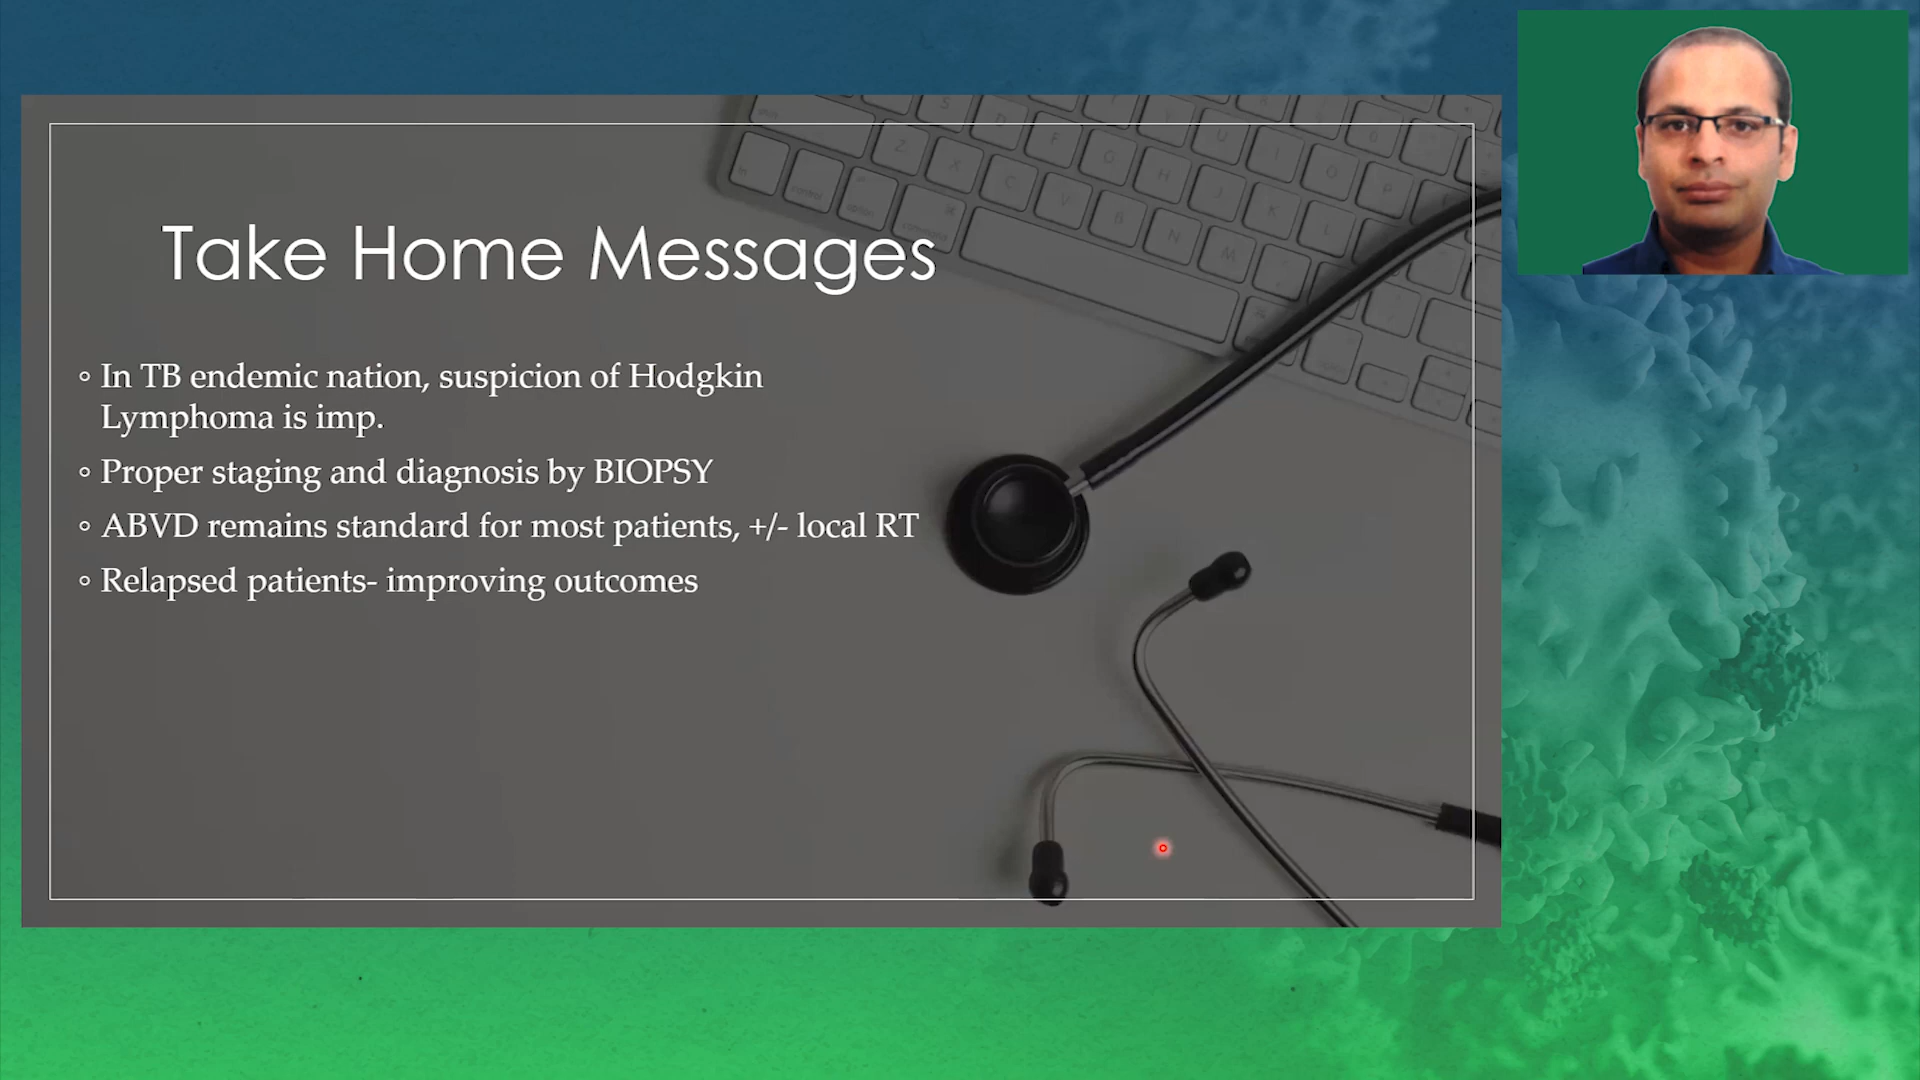 Take Home Messages
◦ In TB endemic nation, suspicion of Hodgkin
Lymphoma is imp.
◦ Proper staging and diagnosis by BIOPSY
◦ ABVD remains standard for most patients, +/- local RT
◦ Relapsed patients- improving outcomes